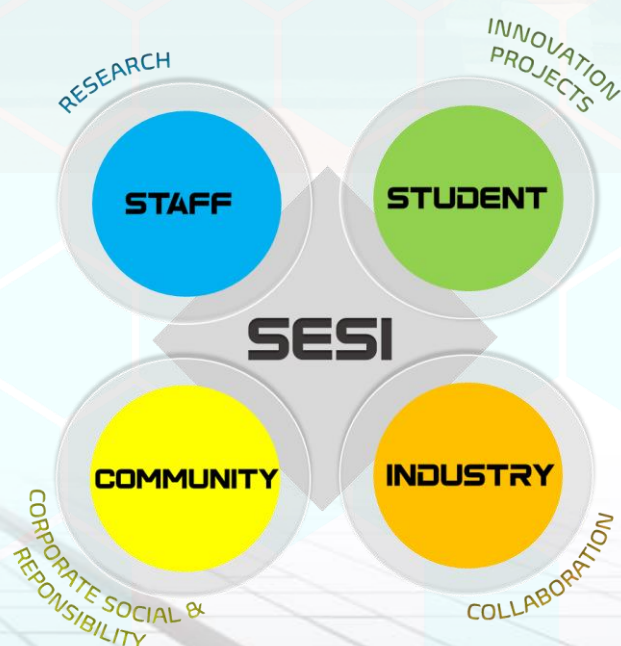 RESEARCH
INNOVATION
PROJECTS
STAFF
STUDENT
SESI
COMMUNITY
INDUSTRY
CORPORATE SOCIAL &
REPONSIBILITY
COLLABORATION